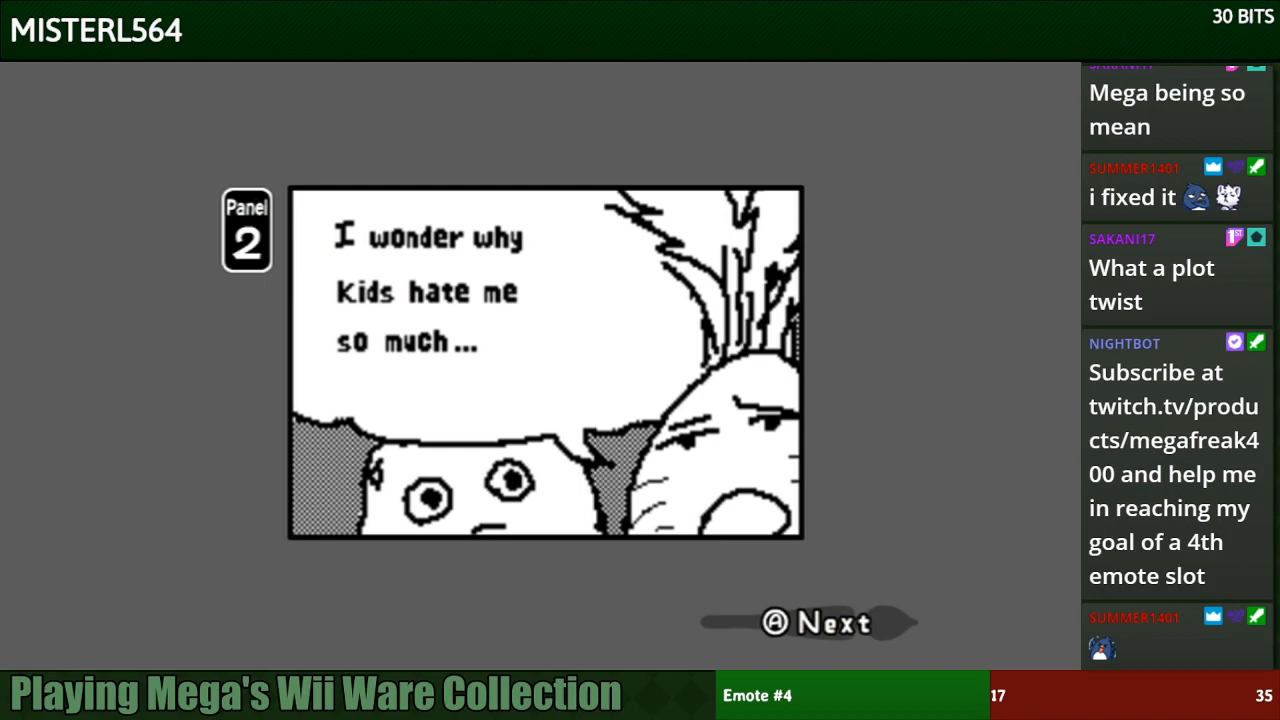 MISTERL564
30 BITS
Panel
2
I wonder why
Kids hate me
so much...
Ⓐ Next
SAKANI17
Mega being so
mean
SUMMER1401
i fixed it
SAKANI17
1ST
What a plot
twist
NIGHTBOT
Subscribe at
twitch.tv/produ
cts/megafreak4
00 and help me
in reaching my
goal of a 4th
emote slot
SUMMER1401
Playing Mega's Wii Ware Collection
Emote #4
17
35